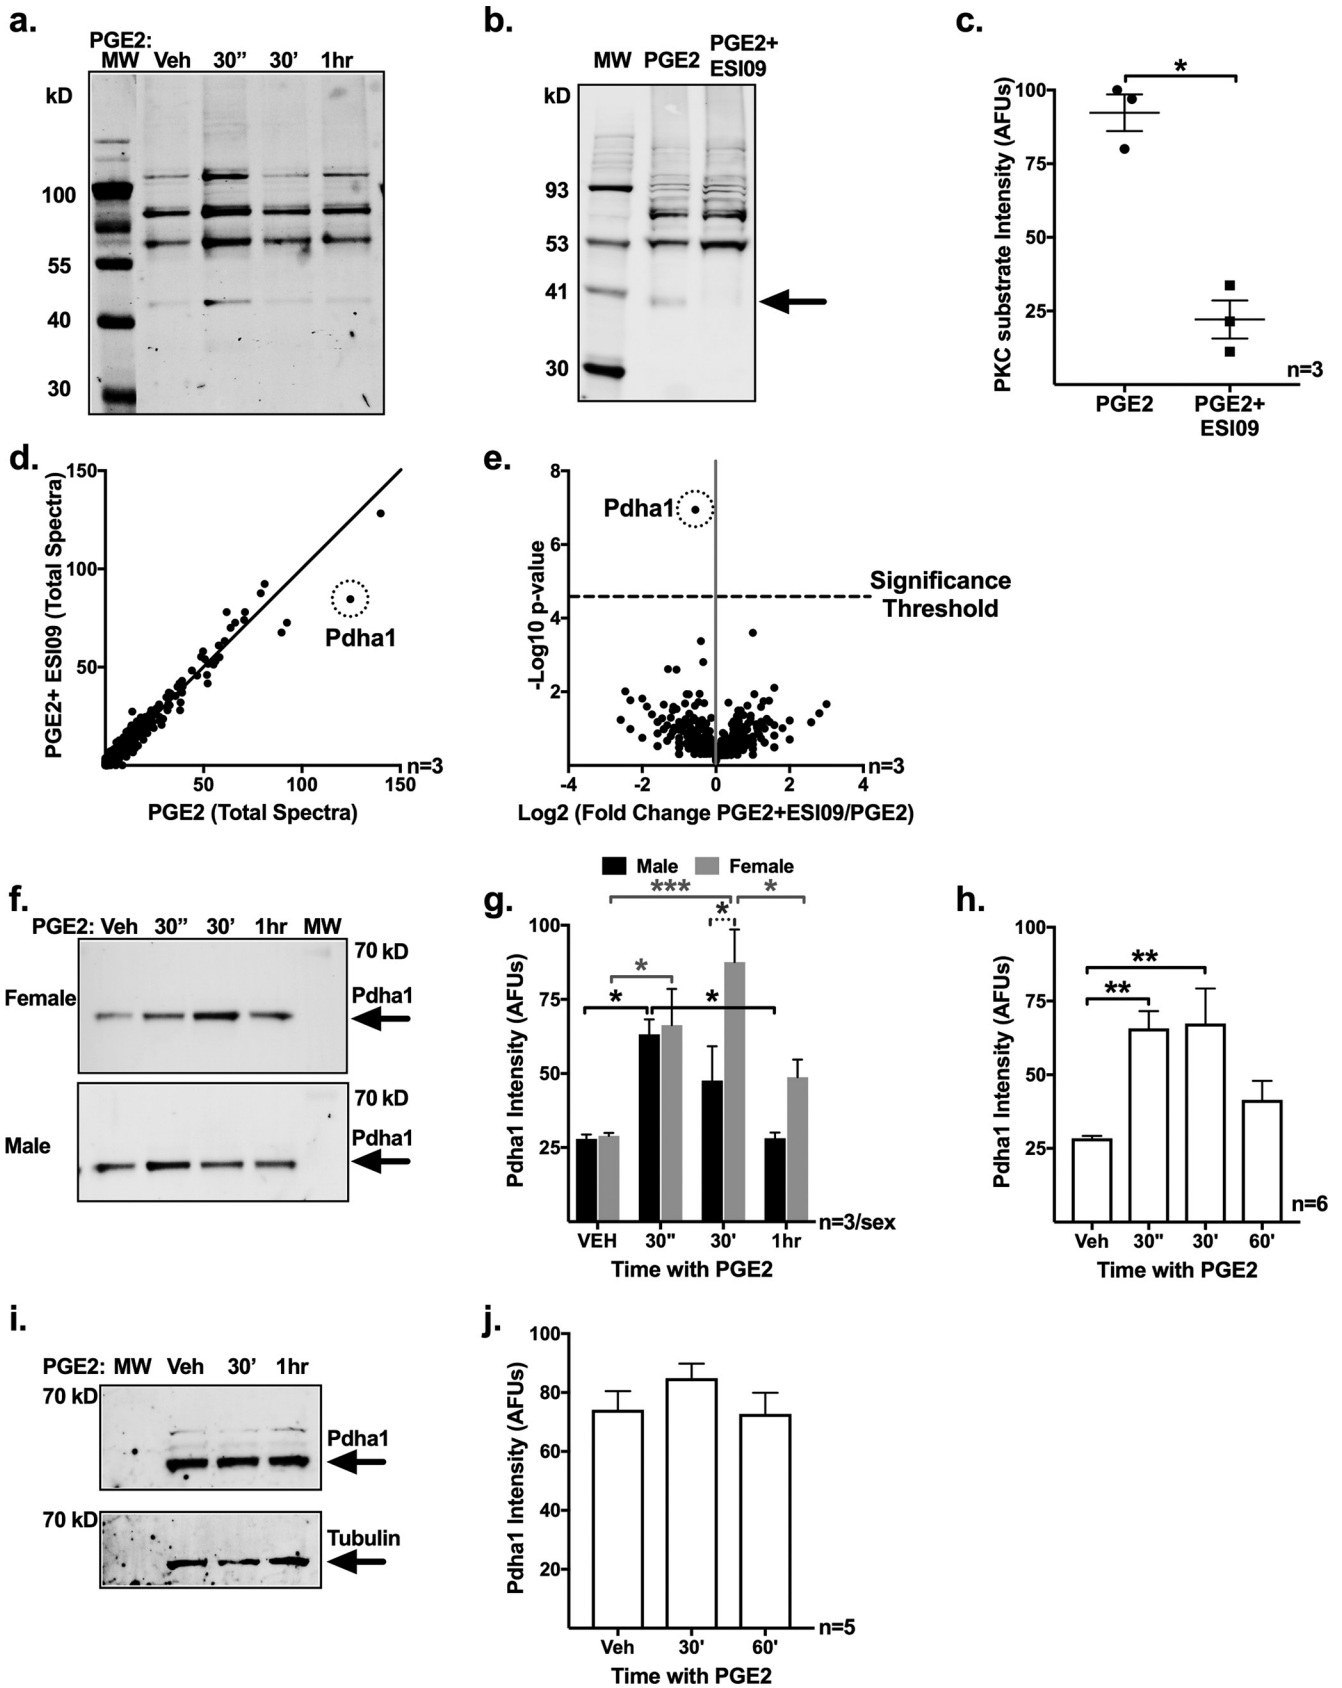 a.
PGE2:
MW Veh 30” 30’ 1hr
kD
100
55
40
30
b.
MW PGE2 PGE2+
ESI09
kD
93
53
41
30
c.
PKC substrate Intensity (AFUs)
100
75
50
25
*
n=3
PGE2 PGE2+
ESI09
d.
PGE2+ ESI09 (Total Spectra)
150
100
50
Pdha1
n=3
50 100 150
PGE2 (Total Spectra)
e.
-Log10 p-value
8
6
4
2
Pdha1
Significance
Threshold
n=3
-4 -2 0 2 4
Log2 (Fold Change PGE2+ESI09/PGE2)
f.
PGE2: Veh 30” 30’ 1hr MW
70 kD
Female
Pdha1
70 kD
Male
Pdha1
g.
Male Female
*** *
*
*
* *
Pdha1 Intensity (AFUs)
100
75
50
25
n=3/sex
VEH 30" 30' 1hr
Time with PGE2
h.
Pdha1 Intensity (AFUs)
100
75
50
25
**
**
n=6
Veh 30" 30' 60'
Time with PGE2
i.
PGE2: MW Veh 30’ 1hr
70 kD
Pdha1
70 kD
Tubulin
j.
Pdha1 Intensity (AFUs)
100
80
60
40
20
n=5
Veh 30' 60'
Time with PGE2